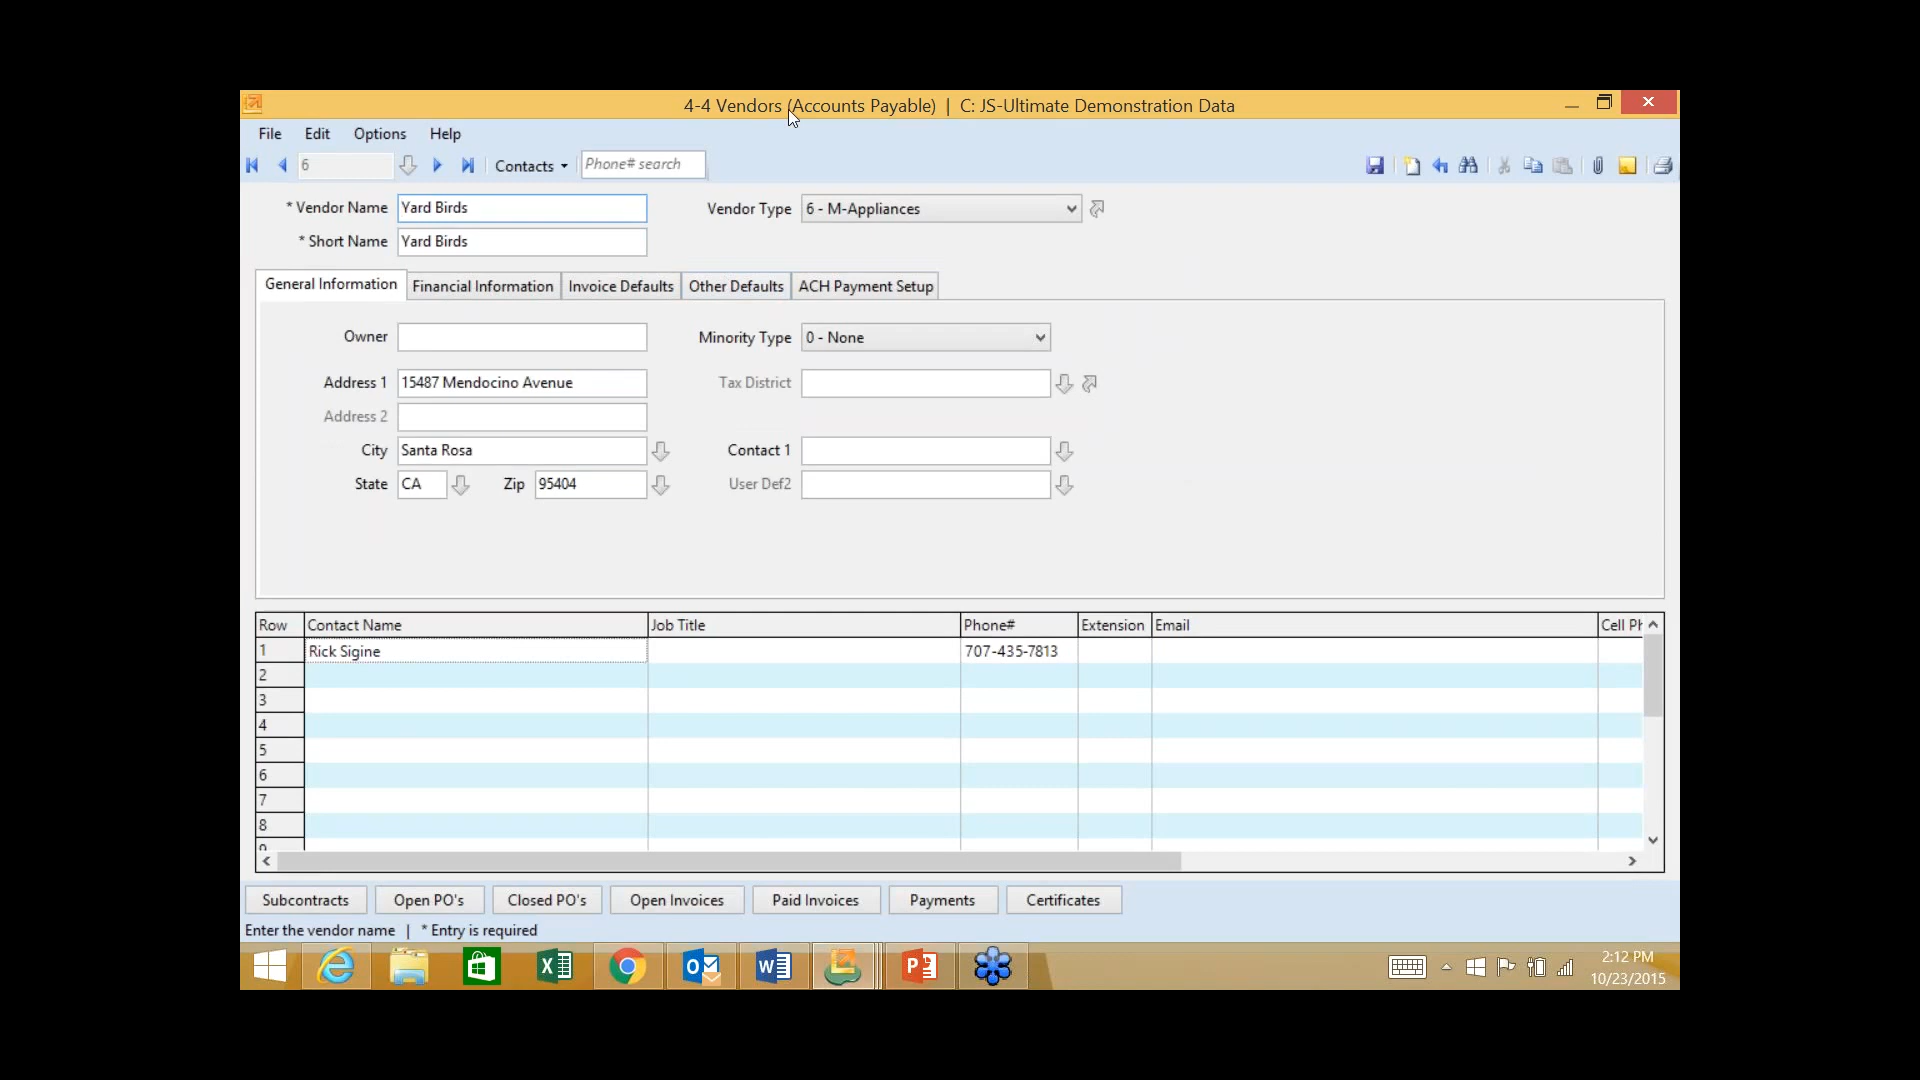 4-4 Vendors (Accounts Payable) | C: JS-Ultimate Demonstration Data
File Edit Options Help
6 Contacts Phone# search
* Vendor Name Yard Birds Vendor Type 6 - M-Appliances
* Short Name Yard Birds
General Information Financial Information Invoice Defaults Other Defaults ACH Payment Setup
Owner Minority Type 0 - None
Address 1 15487 Mendocino Avenue Tax District
Address 2
City Santa Rosa Contact 1
State CA Zip 95404 User Def2
Row Contact Name Job Title Phone# Extension Email Cell Ph
1 Rick Sigine 707-435-7813
2
3
4
5
6
7
8
9
Subcontracts Open PO's Closed PO's Open Invoices Paid Invoices Payments Certificates
Enter the vendor name | * Entry is required
2:12 PM
10/23/2015